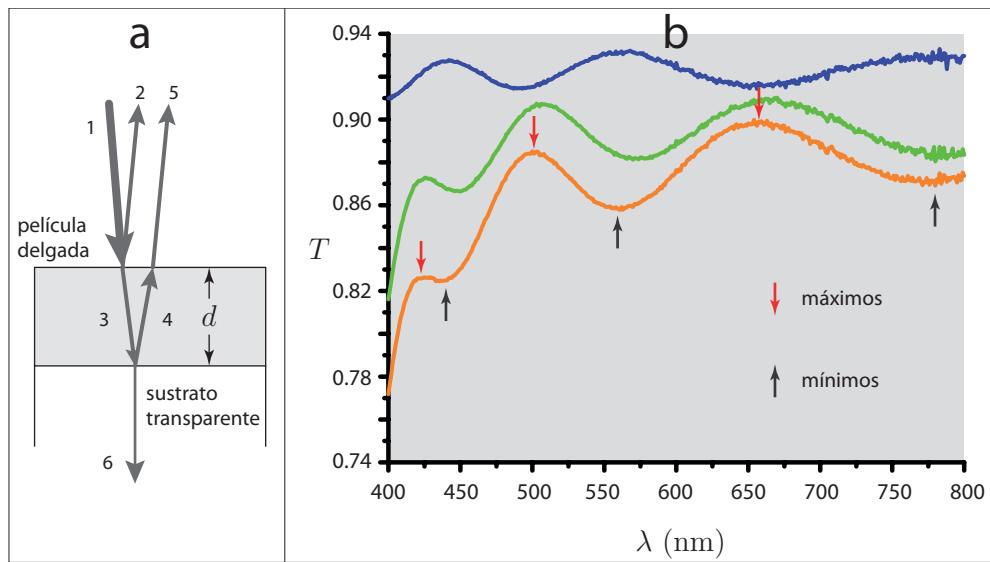 a
1
2
5
película
delgada
3
4
d
sustrato
transparente
6
b
0.94
0.90
0.86
0.82
0.78
0.74
T
máximos
mínimos
400 450 500 550 600 650 700 750 800
λ (nm)